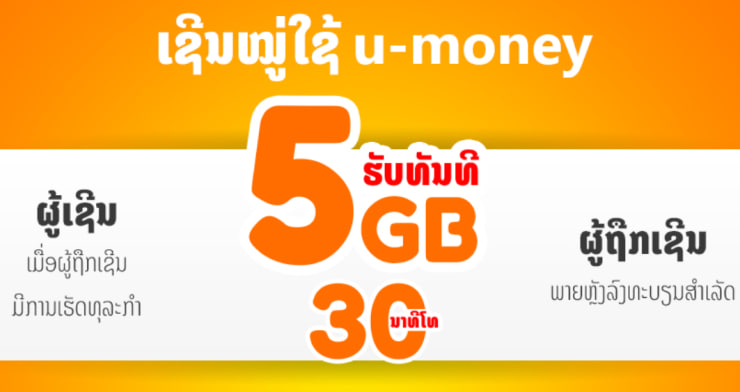 ເຊີນໝູ່ໃຊ້ u-money
5 GB
ຮັບທັນທີ
30
ນາທີໂທ
ຜູ້ເຊີນ
ເມື່ອຜູ້ຖືກເຊີນ
ມີການເຮັດທຸລະກຳ
ຜູ້ຖືກເຊີນ
ພາຍຫຼັງລົງທະບຽນສຳເລັດ